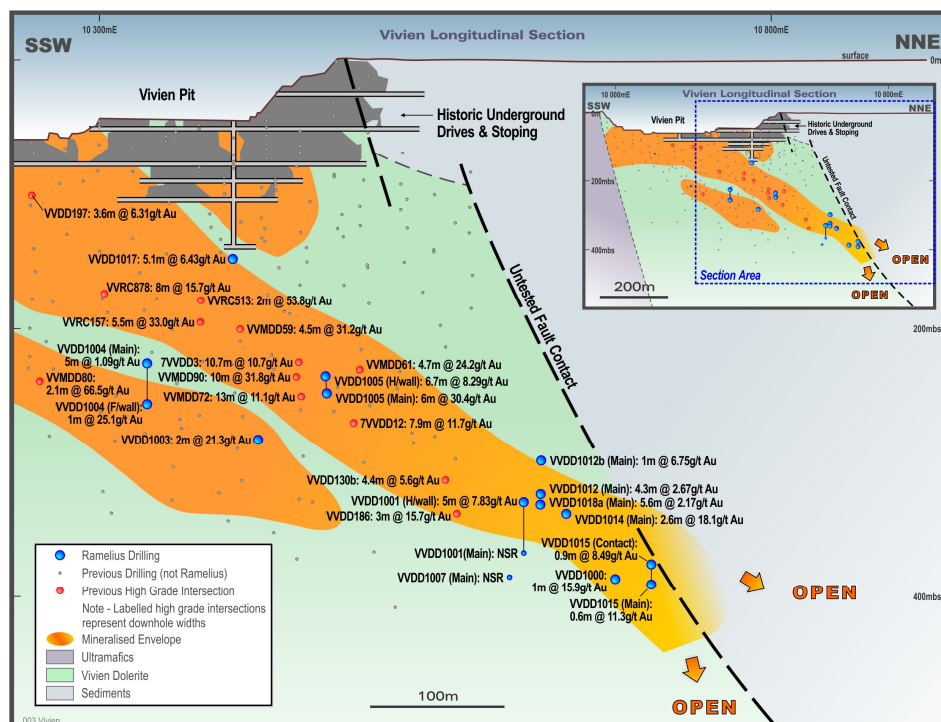 10 300mE
10 800mE
SSW
Vivien Longitudinal Section
NNE
surface
0m
Vivien Pit
Historic Underground
Drives & Stoping
10 000mE
10 800mE
Vivien Longitudinal Section
SSW
NNE
0m
Vivien Pit
Historic Underground
Drives & Stoping
Untested Fault Contact
200mbs
400mbs
OPEN
OPEN
Section Area
200m
VVDD197: 3.6m @ 6.31g/t Au
VVDD1017: 5.1m @ 6.43g/t Au
VVRC878: 8m @ 15.7g/t Au
VVRC513: 2m @ 53.8g/t Au
VVRC157: 5.5m @ 33.0g/t Au
VVMDD59: 4.5m @ 31.2g/t Au
200mbs
Untested Fault Contact
VVDD1004 (Main):
5m @ 1.09g/t Au
7VVDD3: 10.7m @ 10.7g/t Au
VVMDD61: 4.7m @ 24.2g/t Au
VVMDD80:
2.1m @ 66.5g/t Au
VVMDD90: 10m @ 31.8g/t Au
VVDD1005 (H/wall): 6.7m @ 8.29g/t Au
VVMDD72: 13m @ 11.1g/t Au
VVDD1005 (Main): 6m @ 30.4g/t Au
VVDD1004 (F/wall):
1m @ 25.1g/t Au
7VVDD12: 7.9m @ 11.7g/t Au
VVDD1003: 2m @ 21.3g/t Au
VVDD1012b (Main): 1m @ 6.75g/t Au
VVDD130b: 4.4m @ 5.6g/t Au
VVDD1012 (Main): 4.3m @ 2.67g/t Au
VVDD1001 (H/wall): 5m @ 7.83g/t Au
VVDD1018a (Main): 5.6m @ 2.17g/t Au
VVDD186: 3m @ 15.7g/t Au
VVDD1014 (Main): 2.6m @ 18.1g/t Au
VVDD1015 (Contact):
0.9m @ 8.49g/t Au
VVDD1001(Main): NSR
VVDD1007 (Main): NSR
VVDD1000:
1m @ 15.9g/t Au
VVDD1015 (Main):
0.6m @ 11.3g/t Au
OPEN
400mbs
OPEN
Ramelius Drilling
Previous Drilling (not Ramelius)
Previous High Grade Intersection
Note - Labelled high grade intersections
represent downhole widths
Mineralised Envelope
Ultramafics
Vivien Dolerite
Sediments
100m
003 Vivien